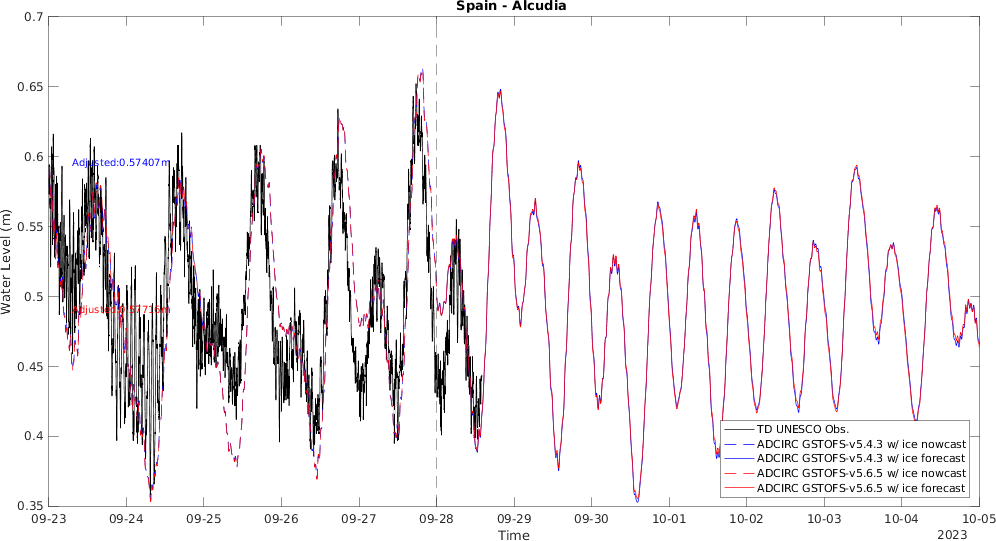 Spain - Alcudia
0.7
0.65
0.6
0.55
0.5
0.45
0.4
0.35
Water Level (m)
Adjusted:0.57407m
Adjusted:0.57716m
TD UNESCO Obs.
ADCIRC GSTOFS-v5.4.3 w/ ice nowcast
ADCIRC GSTOFS-v5.4.3 w/ ice forecast
ADCIRC GSTOFS-v5.6.5 w/ ice nowcast
ADCIRC GSTOFS-v5.6.5 w/ ice forecast
09-23 09-24 09-25 09-26 09-27 09-28 09-29 09-30 10-01 10-02 10-03 10-04 10-05
Time
2023